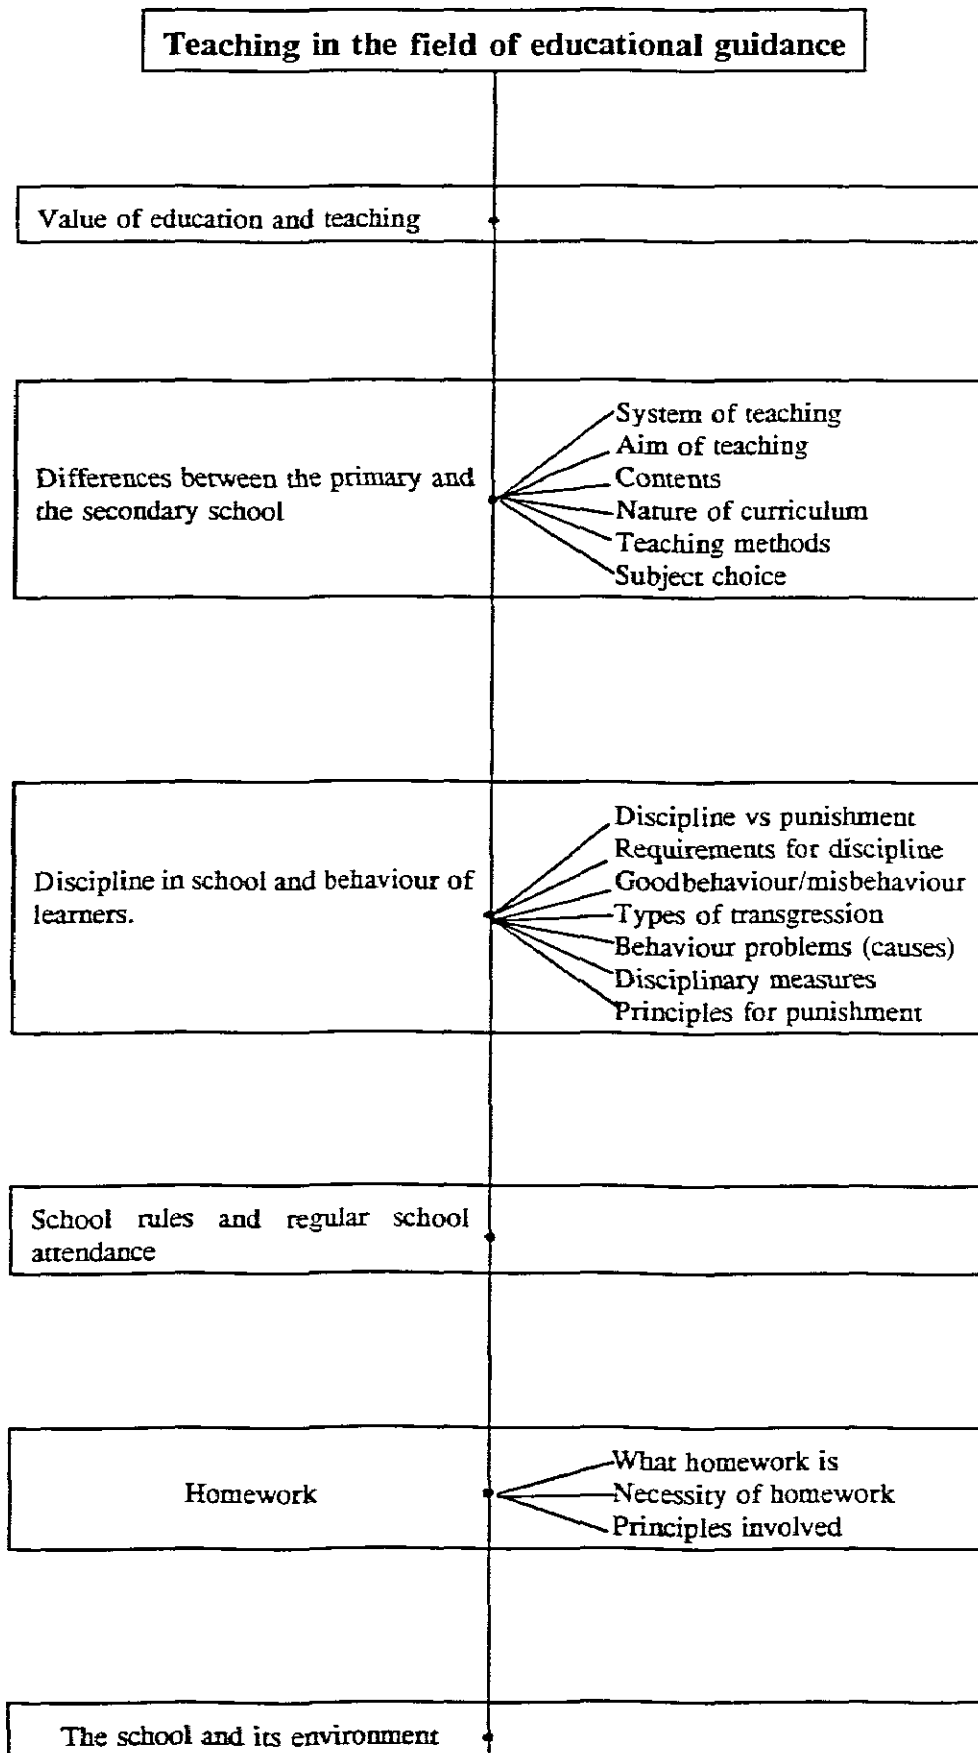 Teaching in the field of educational guidance
Value of education and teaching
Differences between the primary and
the secondary school
System of teaching
Aim of teaching
Contents
Nature of curriculum
Teaching methods
Subject choice
Discipline in school and behaviour of
learners.
Discipline vs punishment
Requirements for discipline
Goodbehaviour/misbehaviour
Types of transgression
Behaviour problems (causes)
Disciplinary measures
Principles for punishment
School rules and regular school
attendance
Homework
What homework is
Necessity of homework
Principles involved
The school and its environment